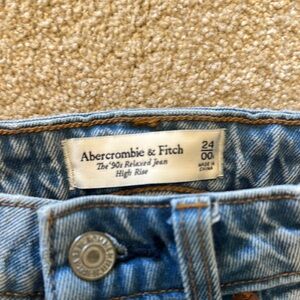 Abercrombie & Fitch
The '90s Relaxed Jean
High Rise
24
00
MADE IN
CHINA